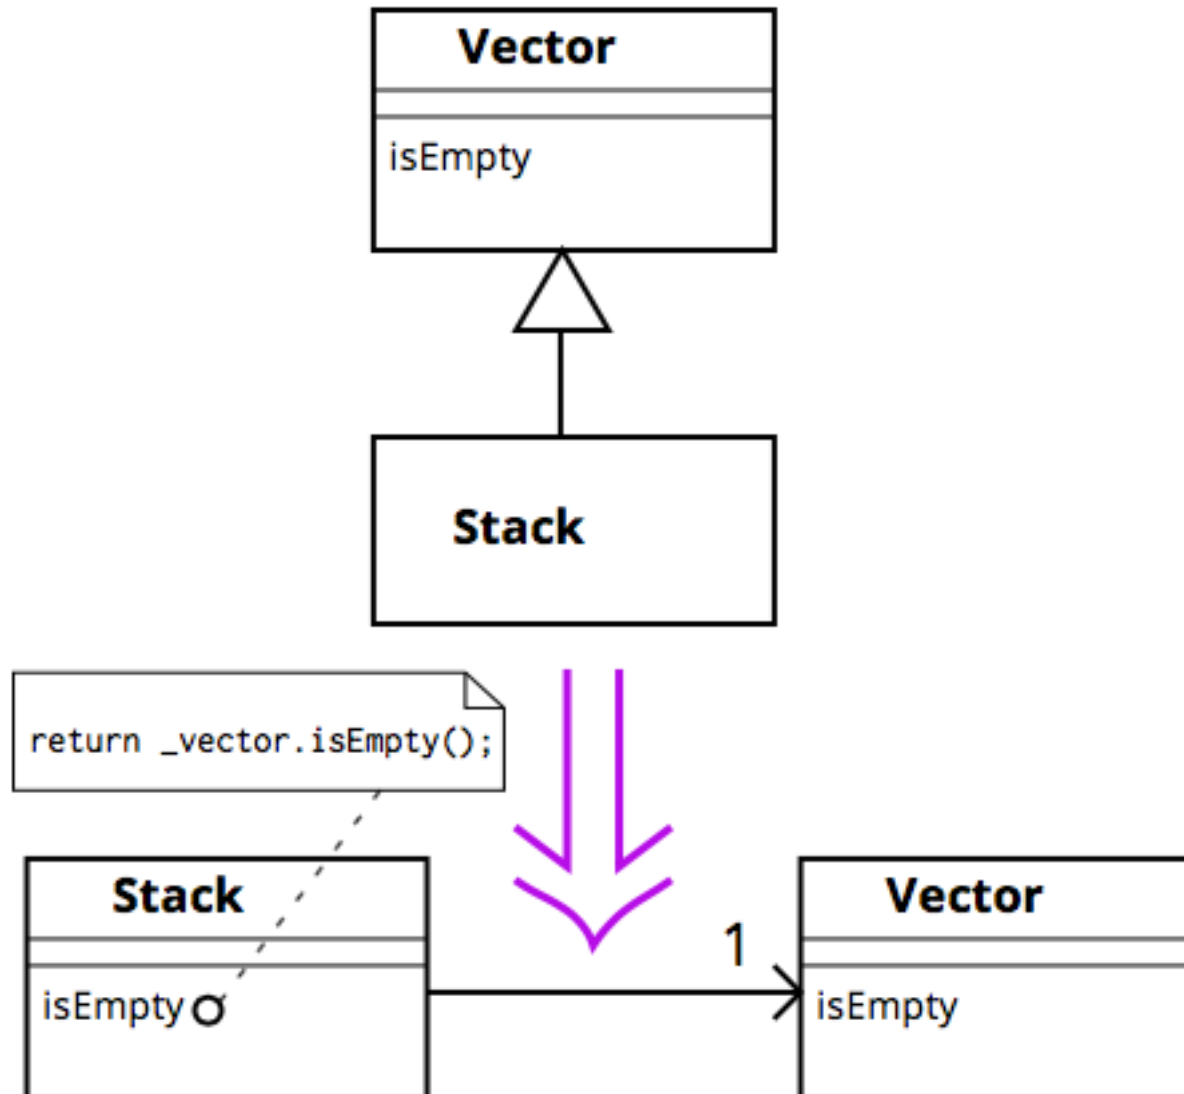 Vector
isEmpty
Stack
return _vector.isEmpty();
Stack
isEmpty
1
Vector
isEmpty